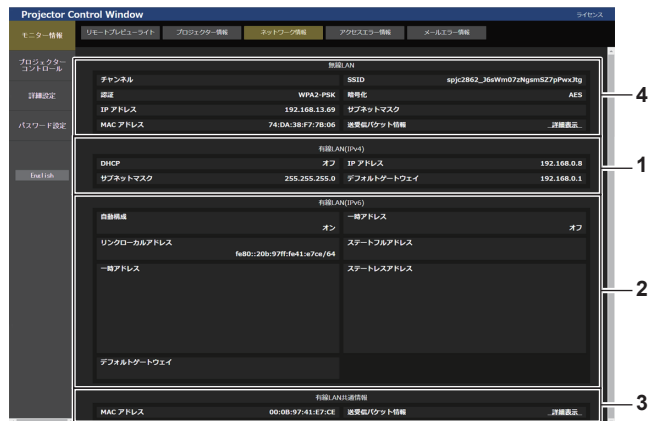 Projector Control Window
ライセンス
モニター情報
リモートプレビューライト プロジェクター情報 ネットワーク情報 アクセスエラー情報 メールエラー情報
プロジェクター
コントロール
詳細設定
パスワード設定
English
無線LAN
チャンネル SSID spjc2862_J6sWm07zNgsmSZ7pPwxJtg
認証 WPA2-PSK 暗号化 AES
IP アドレス 192.168.13.69 サブネットマスク
MAC アドレス 74:DA:38:F7:7B:06 送受信パケット情報 _詳細表示_
4
有線LAN(IPv4)
DHCP オフ IP アドレス 192.168.0.8
サブネットマスク 255.255.255.0 デフォルトゲートウェイ 192.168.0.1
1
有線LAN(IPv6)
自動構成 オン 一時アドレス オフ
リンクローカルアドレス fe80::20b:97ff:fe41:e7ce/64 ステートフルアドレス
一時アドレス ステートレスアドレス
デフォルトゲートウェイ
2
有線LAN共通情報
MAC アドレス 00:0B:97:41:E7:CE 送受信パケット情報 _詳細表示_
3